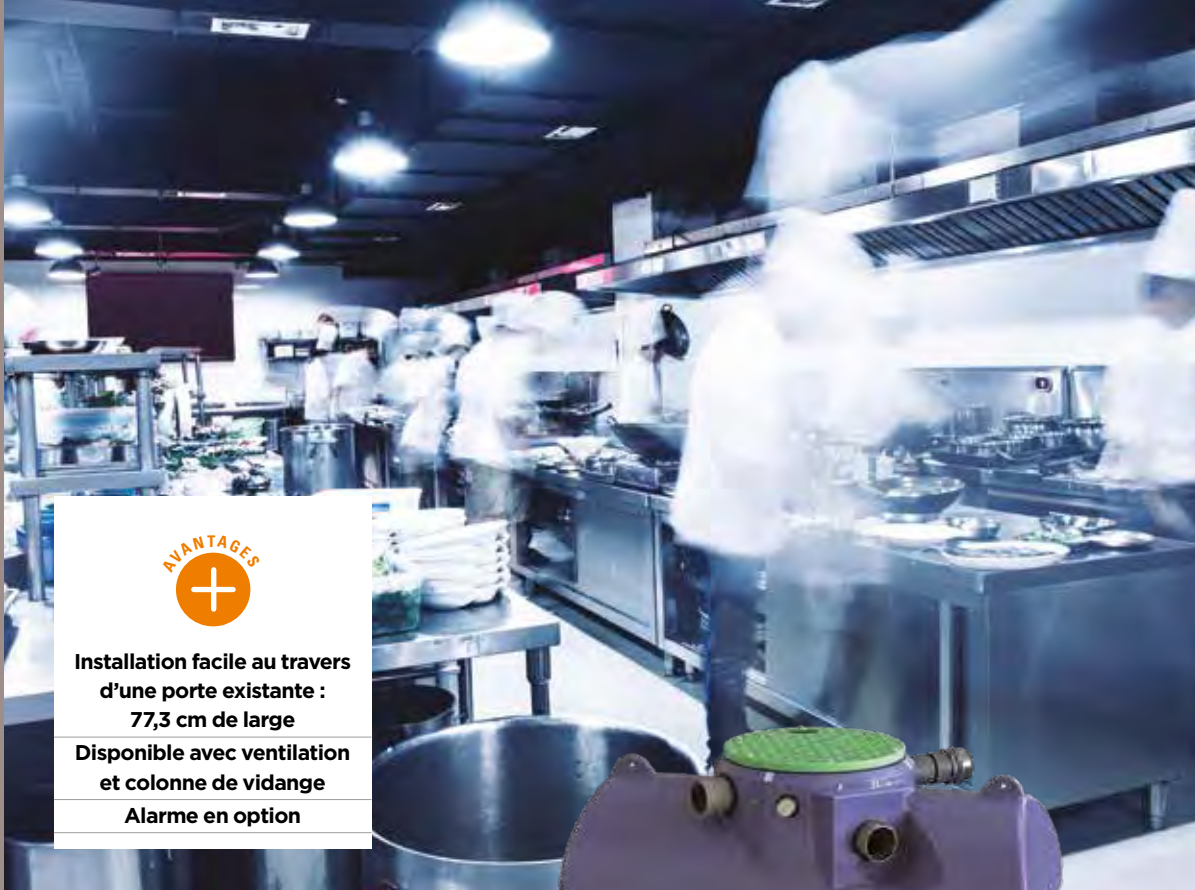 AVANTAGES
Installation facile au travers
d’une porte existante :
77,3 cm de large
Disponible avec ventilation
et colonne de vidange
Alarme en option